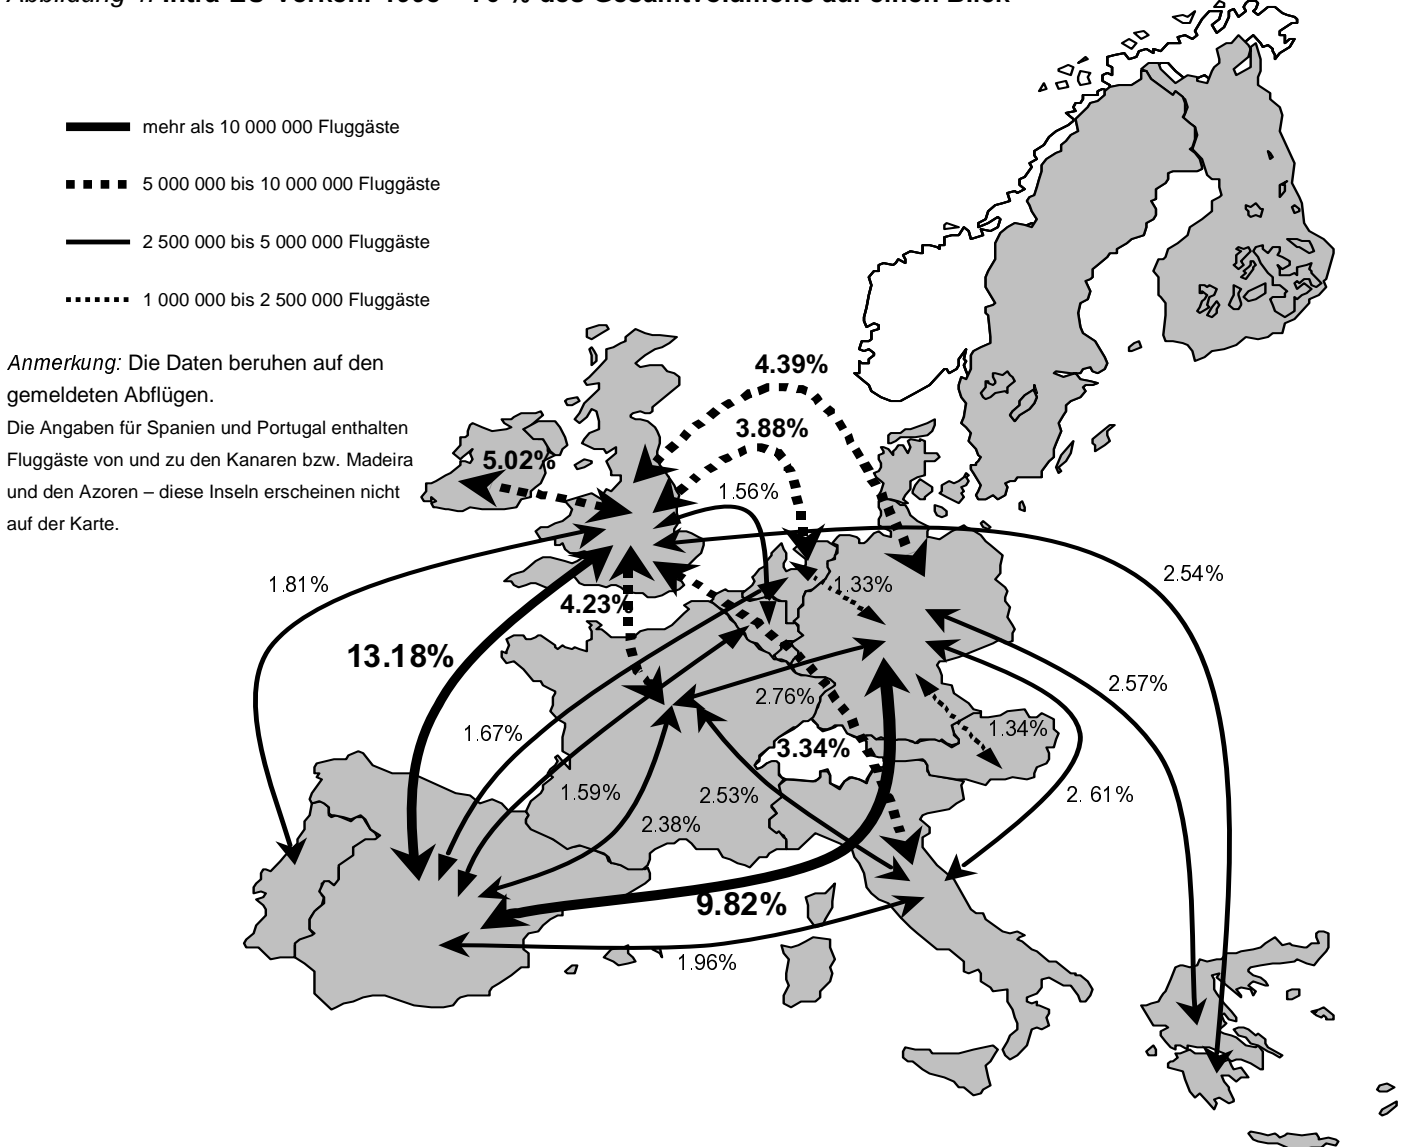 mehr als 10 000 000 Fluggäste
5 000 000 bis 10 000 000 Fluggäste
2 500 000 bis 5 000 000 Fluggäste
1 000 000 bis 2 500 000 Fluggäste
Anmerkung: Die Daten beruhen auf den
gemeldeten Abflügen.
Die Angaben für Spanien und Portugal enthalten
Fluggäste von und zu den Kanaren bzw. Madeira
und den Azoren – diese Inseln erscheinen nicht
auf der Karte.
4.39%
3.88%
5.02%
1.56%
1.81%
2.54%
1.33%
4.23%
13.18%
2.57%
2.76%
1.67%
1.34%
3.34%
1.59%
2.53%
2. 61%
2.38%
9.82%
1.96%